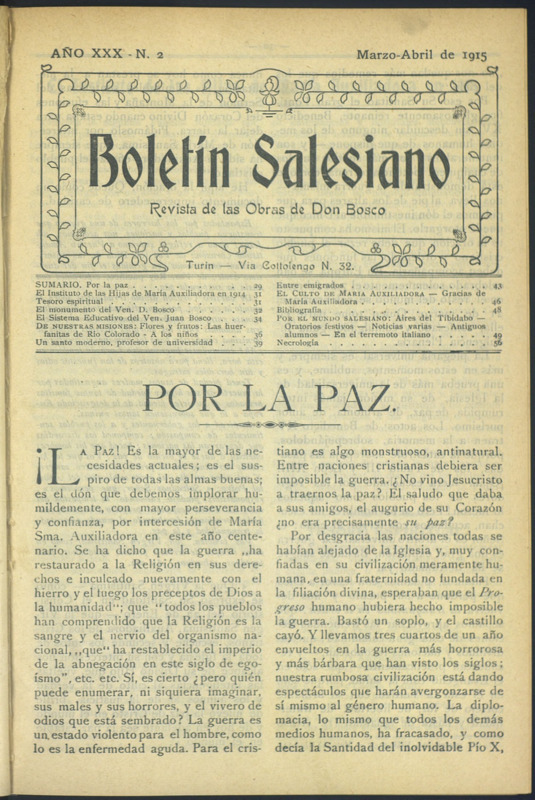 AÑO XXX - N. 2
Marzo-Abril de 1915
Boletín Salesiano
Revista de las Obras de Don Bosco
Turín — Via Cottolengo N. 32.
SUMARIO. Por la paz . . . . . . . . . . . 29
El Instituto de las Hijas de María Auxiliadora en 1914 . 31
Tesoro espiritual . . . . . . . . . . . 31
El monumento del Ven. D. Bosco . . . . . . 32
El Sistema Educativo del Ven. Juan Bosco . . . . 34
DE NUESTRAS MISIONES: Flores y frutos: Las huer-
fanitas de Río Colorado - A los niños . . . . 36
Un santo moderno, profesor de universidad . . . 39
Entre emigrados . . . . . . . . . . . 43
EL CULTO DE MARIA AUXILIADORA — Gracias de
María Auxiliadora . . . . . . . . . . 46
Bibliografía . . . . . . . . . . . . 48
POR EL MUNDO SALESIANO: Aires del Tibidabo —
Oratorios festivos — Noticias varias — Antiguos
alumnos — En el terremoto italiano . . . . 49
Necrología . . . . . . . . . . . . 56
POR LA PAZ.
¡LA PAZ! Es la mayor de las ne-
cesidades actuales; es el sus-
piro de todas las almas buenas;
es el dón que debemos implorar hu-
mildemente, con mayor perseverancia
y confianza, por intercesión de María
Sma. Auxiliadora en este año cente-
nario. Se ha dicho que la guerra „ha
restaurado a la Religión en sus dere-
chos e inculcado nuevamente con el
hierro y el fuego los preceptos de Dios a
la humanidad“; que “ todos los pueblos
han comprendido que la Religión es la
sangre y el nervio del organismo na-
cional, „que“ ha restablecido el imperio
de la abnegación en este siglo de ego-
ísmo”, etc. etc. Sí, es cierto ¿pero quién
puede enumerar, ni siquiera imaginar,
sus males y sus horrores, y el vivero de
odios que está sembrado? La guerra es
un estado violento para el hombre, como
lo es la enfermedad aguda. Para el cris-
tiano es algo monstruoso, antinatural.
Entre naciones cristianas debiera ser
imposible la guerra. ¿No vino Jesucristo
a traernos la paz? El saludo que daba
a sus amigos, el augurio de su Corazón
¿no era precisamente su paz?
Por desgracia las naciones todas se
habían alejado de la Iglesia y, muy con-
fiadas en su civilización meramente hu-
mana, en una fraternidad no fundada en
la filiación divina, esperaban que el Pro-
greso humano hubiera hecho imposible
la guerra. Bastó un soplo, y el castillo
cayó. Y llevamos tres cuartos de un año
envueltos en la guerra más horrorosa
y más bárbara que han visto los siglos;
nuestra rumbosa civilización está dando
espectáculos que harán avergonzarse de
sí mismo al género humano. La diplo-
macia, lo mismo que todos los demás
medios humanos, ha fracasado, y como
decía la Santidad del inolvidable Pío X,